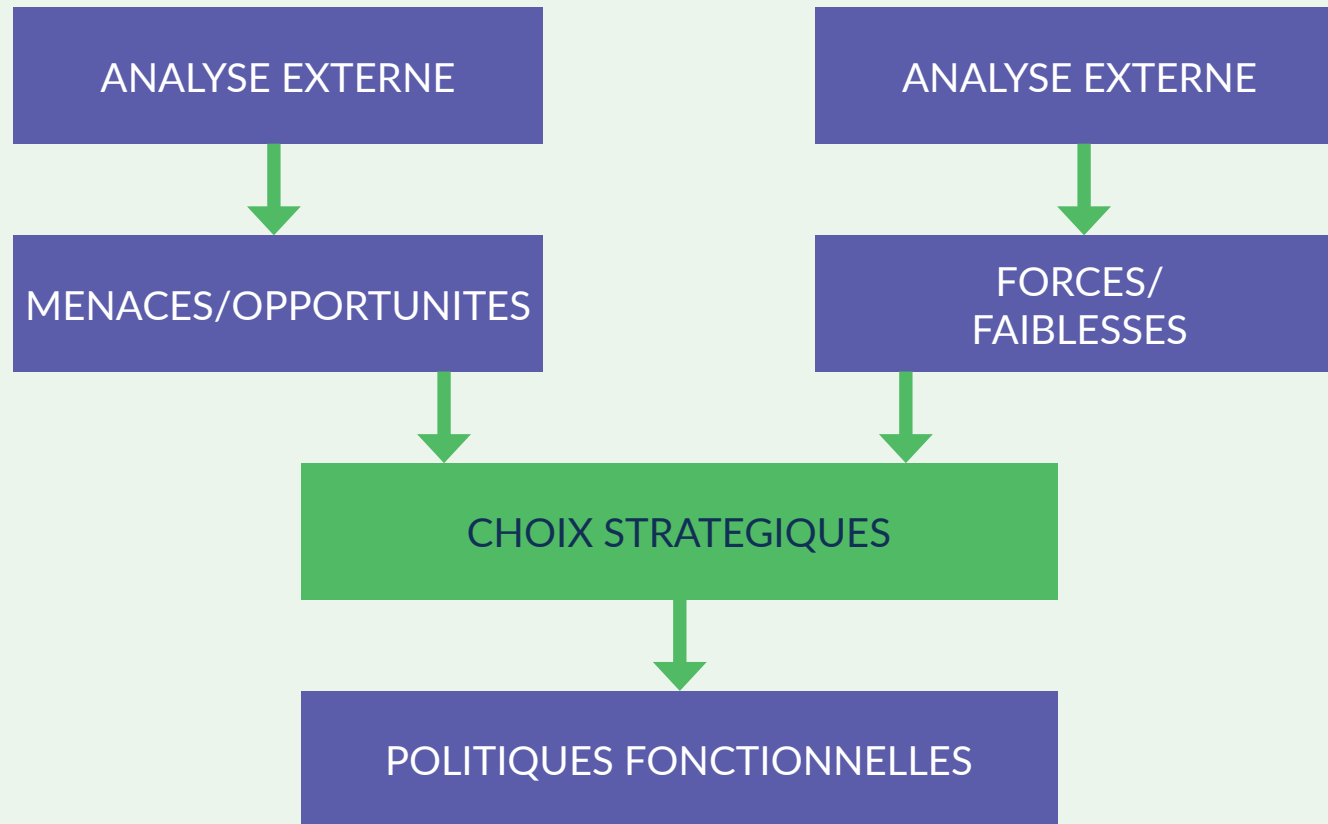 ANALYSE EXTERNE
ANALYSE EXTERNE
MENACES/OPPORTUNITES
FORCES/
FAIBLESSES
CHOIX STRATEGIQUES
POLITIQUES FONCTIONNELLES